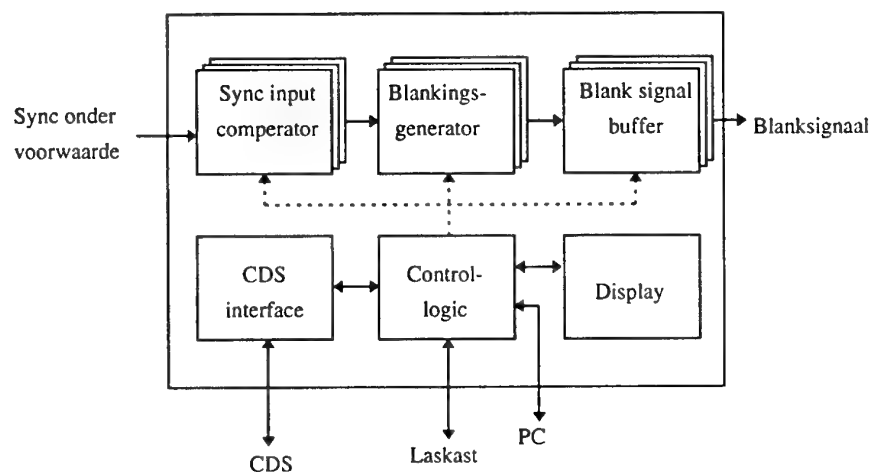 Sync onder
voorwaarde
Sync input
comperator
Blankings-
generator
Blank signal
buffer
Blanksignaal
CDS
interface
Control-
logic
Display
CDS
Laskast
PC